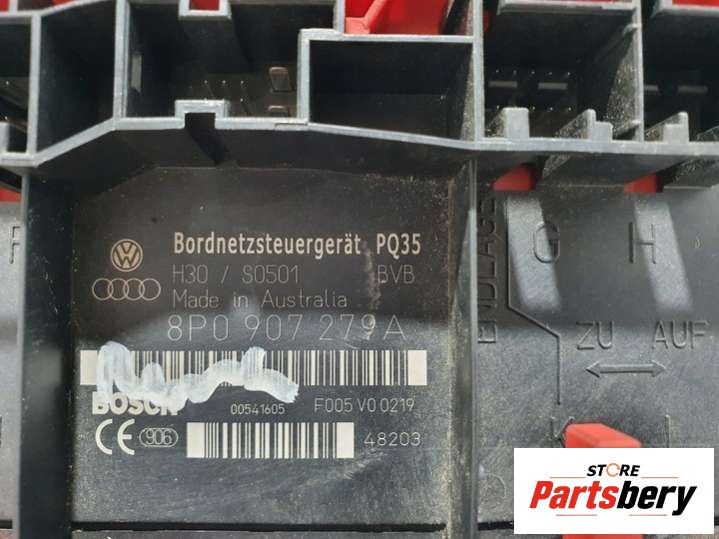 Bordnetzsteuergerät PQ35
H30 / S0501 BVB
Made in Australia
8P0 907 279A
BOSCH
00541605 F005 V0 0219
CE 906 48203
G H
ZU AUF
K
STORE
Partsbery